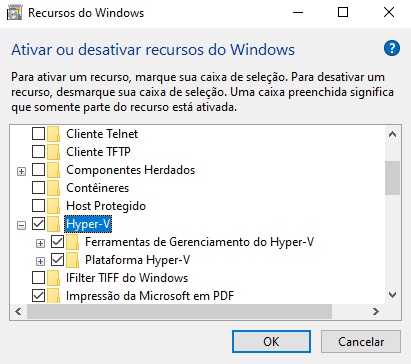 Recursos do Windows
Ativar ou desativar recursos do Windows
Para ativar um recurso, marque sua caixa de seleção. Para desativar um
recurso, desmarque sua caixa de seleção. Uma caixa preenchida significa
que somente parte do recurso está ativada.
Cliente Telnet
Cliente TFTP
Componentes Herdados
Contêineres
Host Protegido
Hyper-V
Ferramentas de Gerenciamento do Hyper-V
Plataforma Hyper-V
IFilter TIFF do Windows
Impressão da Microsoft em PDF
OK
Cancelar